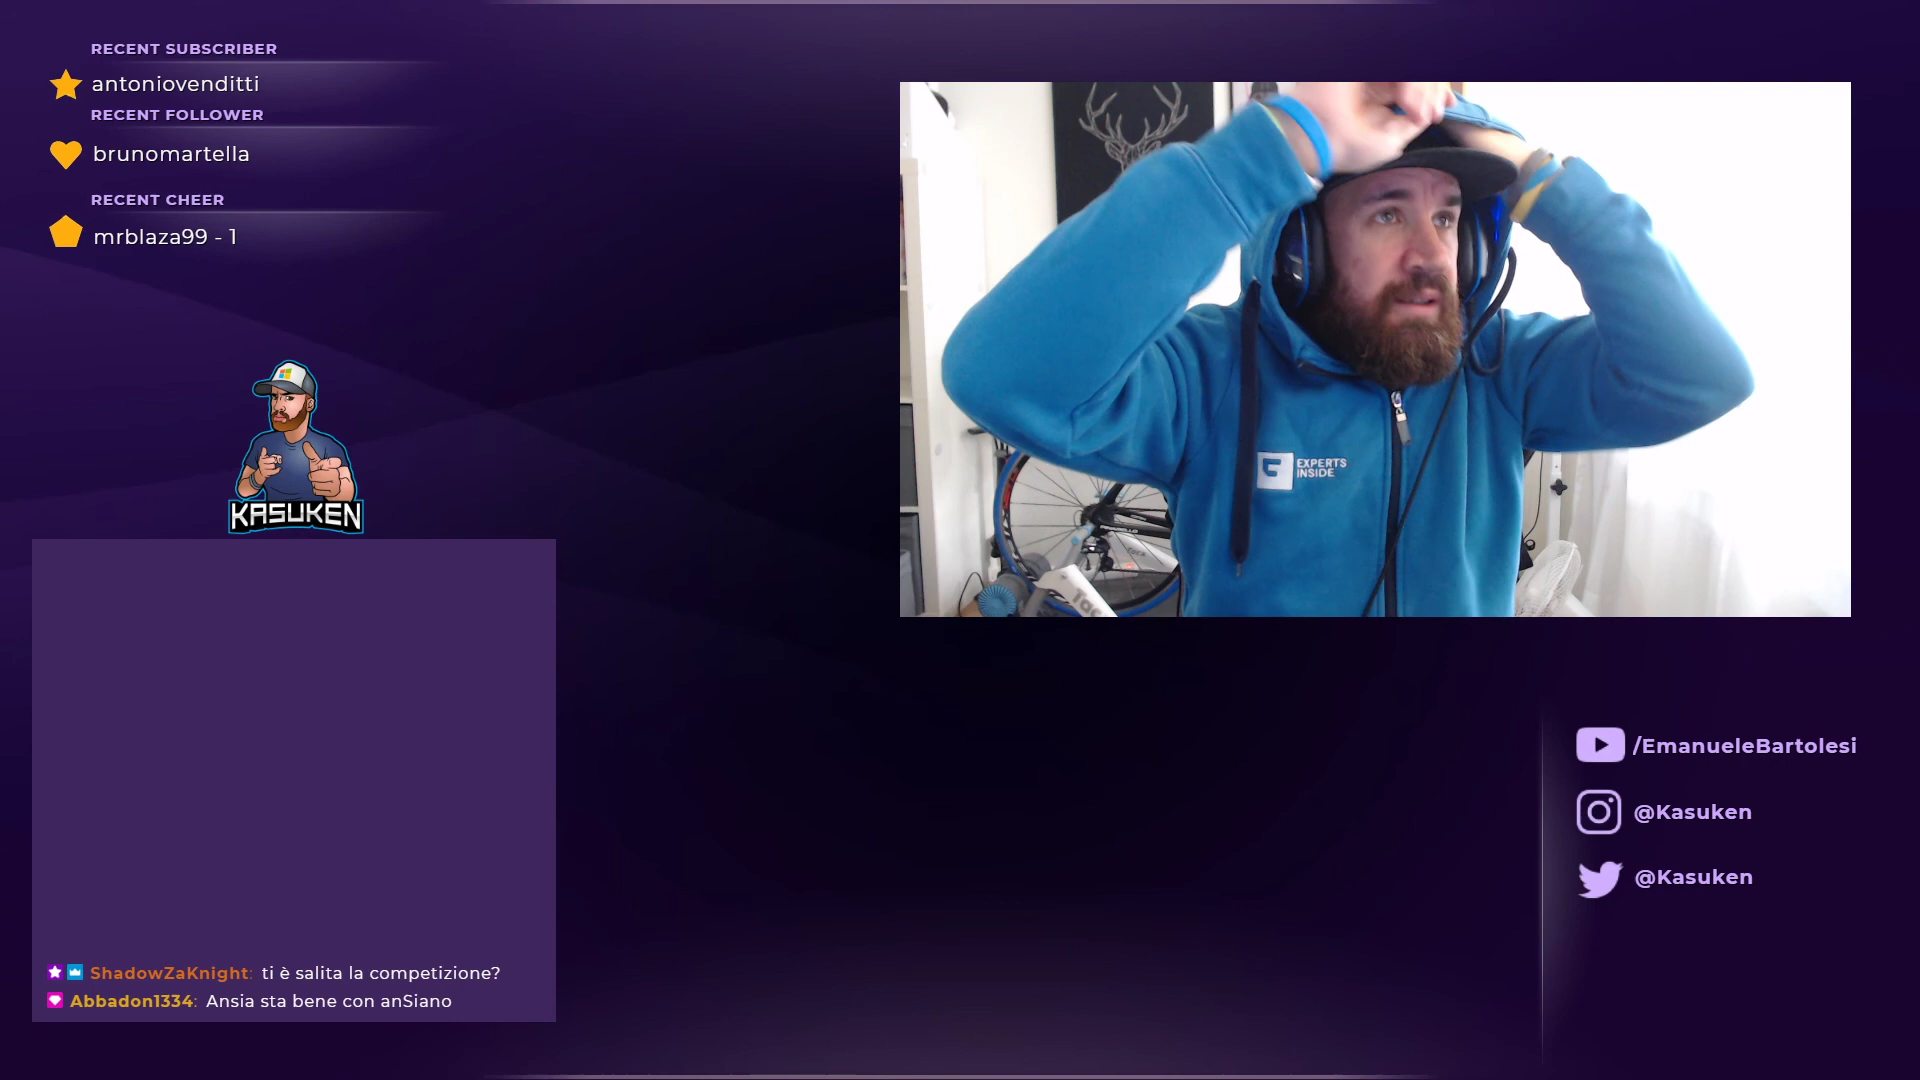 RECENT SUBSCRIBER
antoniovenditti
RECENT FOLLOWER
brunomartella
RECENT CHEER
mrblaza99 - 1
KASUKEN
EXPERTS
INSIDE
/EmanueleBartolesi
@Kasuken
@Kasuken
ShadowZaKnight: ti è salita la competizione?
Abbadon1334: Ansia sta bene con anSiano